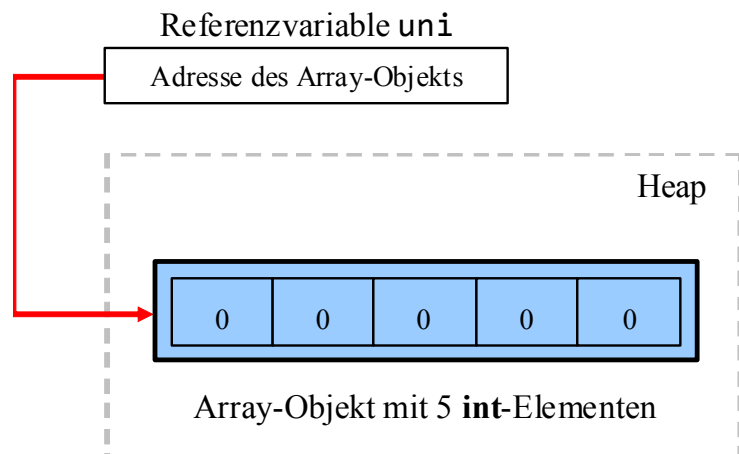 Referenzvariable uni
Adresse des Array-Objekts
Heap
0 0 0 0 0
Array-Objekt mit 5 int-Elementen